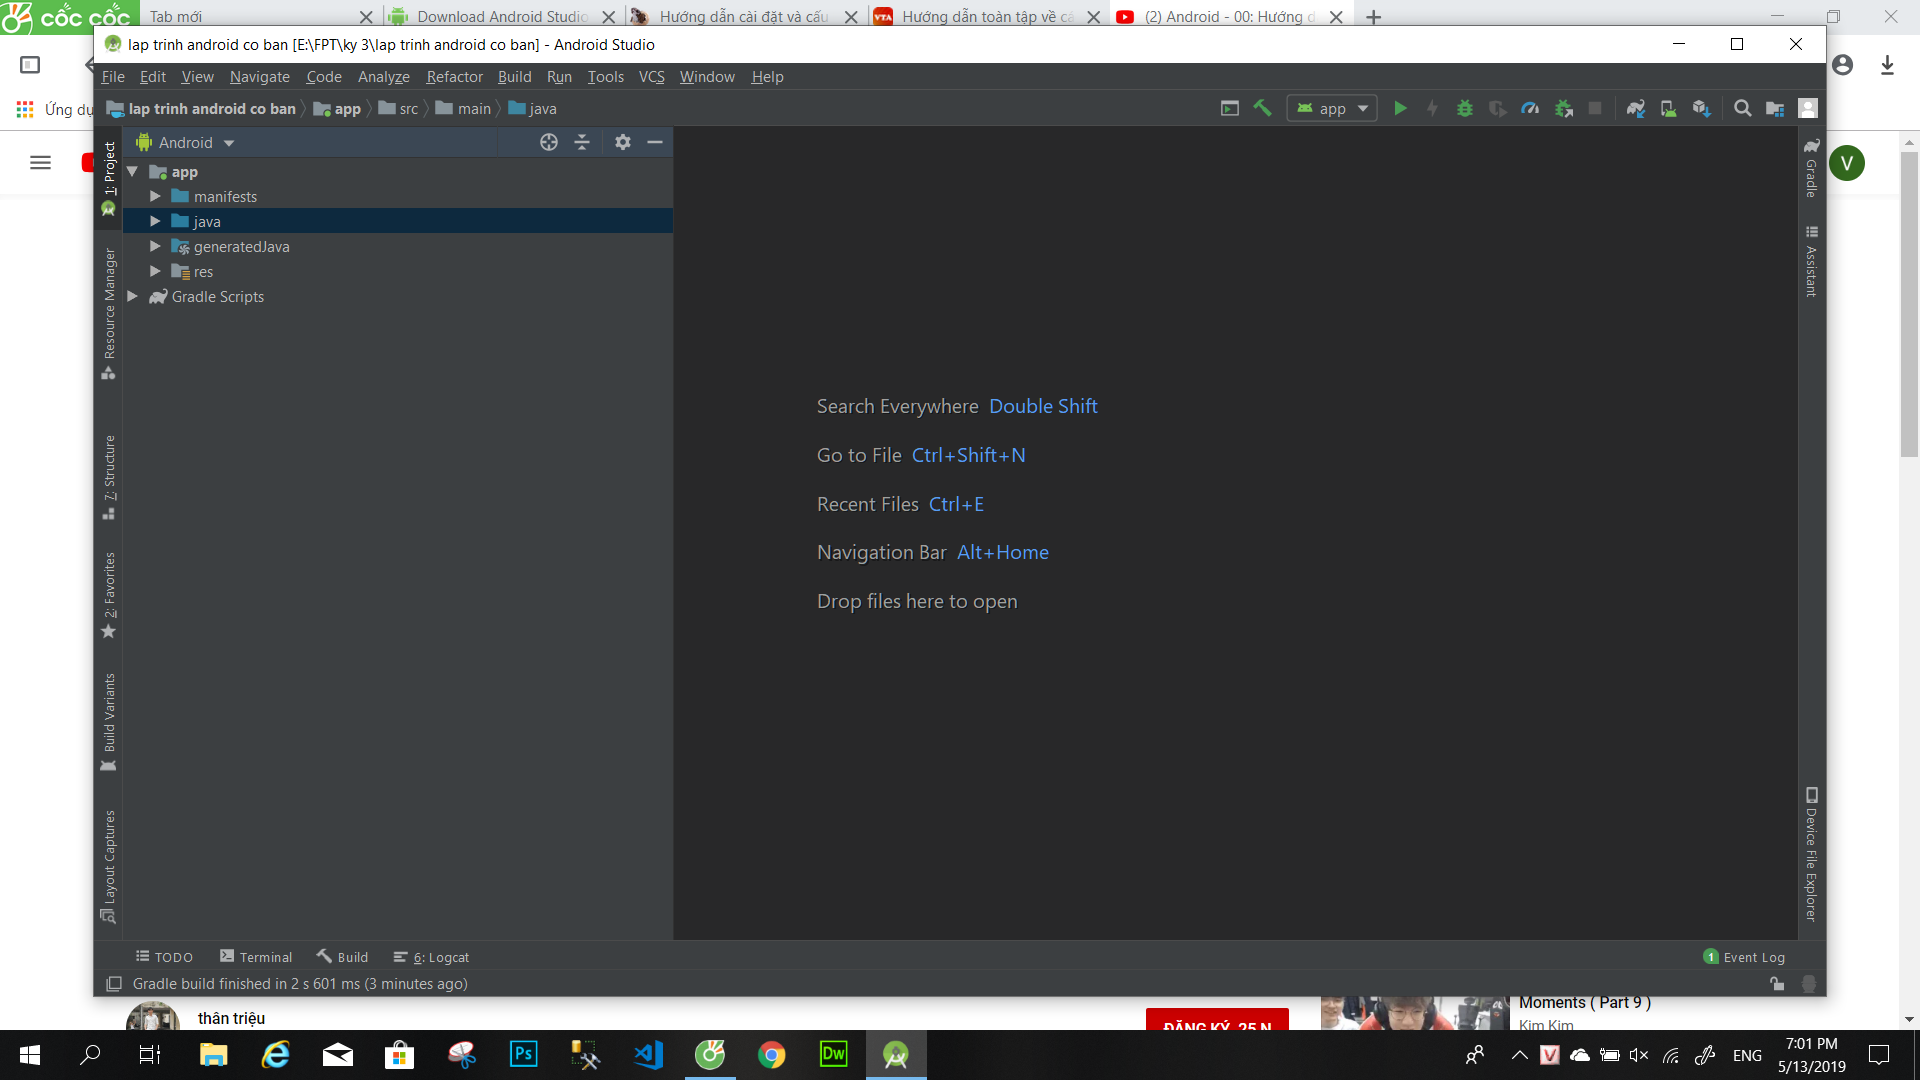 cốc cốc
Tab mới
Download Android Studio
Hướng dẫn cài đặt và cấu
Hướng dẫn toàn tập về cá
(2) Android - 00: Hướng d
lap trinh android co ban [E:\FPT\ky 3\lap trinh android co ban] - Android Studio
File Edit View Navigate Code Analyze Refactor Build Run Tools VCS Window Help
Ứng dụ
lap trinh android co ban app src main java
app
Android
1: Project
Resource Manager
7: Structure
2: Favorites
Build Variants
Layout Captures
app
manifests
java
generatedJava
res
Gradle Scripts
Search Everywhere Double Shift
Go to File Ctrl+Shift+N
Recent Files Ctrl+E
Navigation Bar Alt+Home
Drop files here to open
Gradle
Assistant
Device File Explorer
V
TODO Terminal Build 6: Logcat
1 Event Log
Gradle build finished in 2 s 601 ms (3 minutes ago)
thân triệu
ĐĂNG KÝ 25 N
Moments ( Part 9 )
Kim Kim
Ps
Dw
V
ENG
7:01 PM
5/13/2019